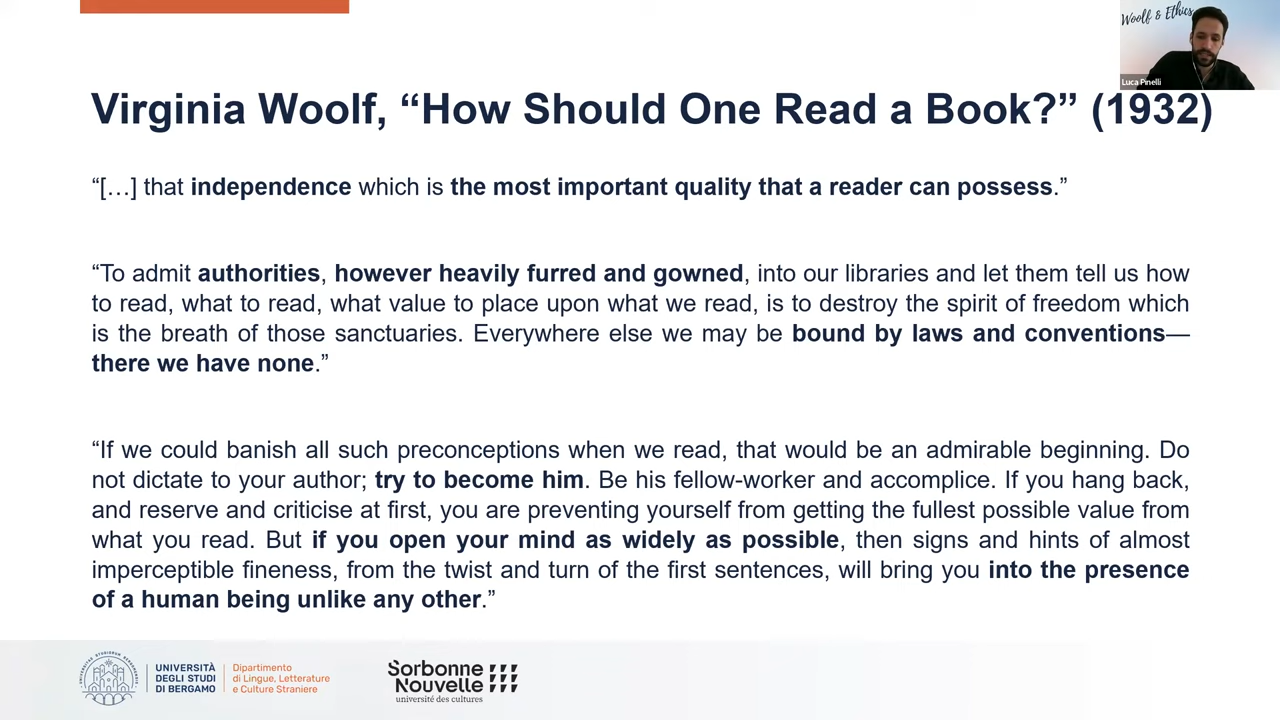 Woolf & Ethics
Luca Pinelli
Virginia Woolf, “How Should One Read a Book?” (1932)
“[…] that independence which is the most important quality that a reader can possess.”
“To admit authorities, however heavily furred and gowned, into our libraries and let them tell us how
to read, what to read, what value to place upon what we read, is to destroy the spirit of freedom which
is the breath of those sanctuaries. Everywhere else we may be bound by laws and conventions—
there we have none.”
“If we could banish all such preconceptions when we read, that would be an admirable beginning. Do
not dictate to your author; try to become him. Be his fellow-worker and accomplice. If you hang back,
and reserve and criticise at first, you are preventing yourself from getting the fullest possible value from
what you read. But if you open your mind as widely as possible, then signs and hints of almost
imperceptible fineness, from the twist and turn of the first sentences, will bring you into the presence
of a human being unlike any other.”
UNIVERSITÀ
DEGLI STUDI
DI BERGAMO
Dipartimento
di Lingue, Letterature
e Culture Straniere
Sorbonne
Nouvelle
université des cultures